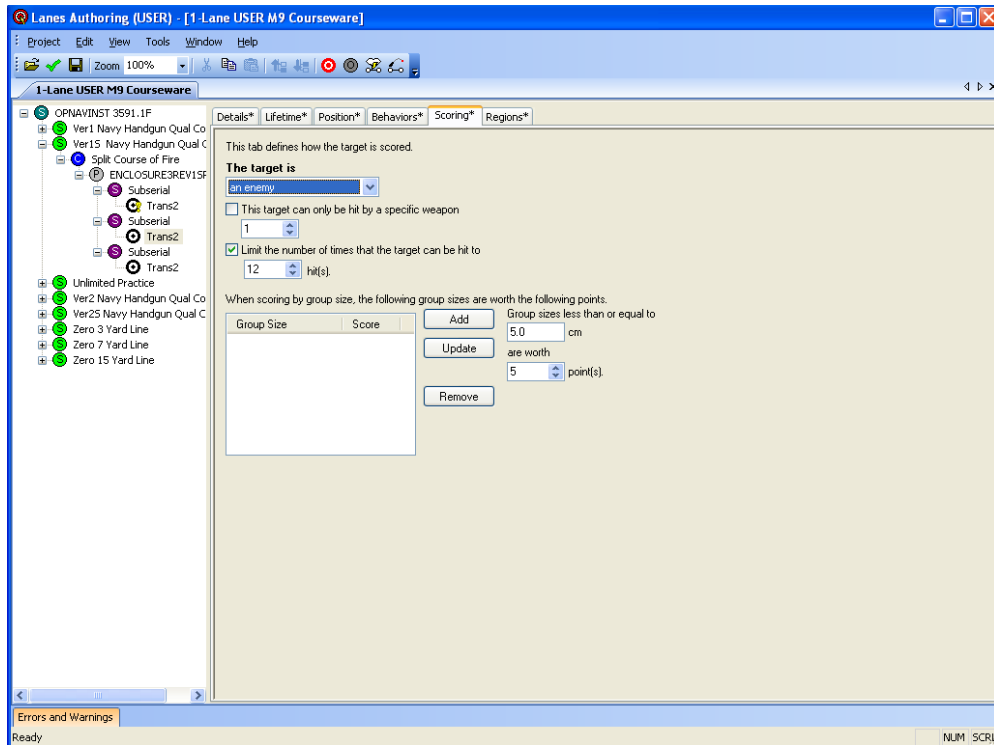 Lanes Authoring (USER) - [1-Lane USER M9 Courseware]
Project Edit View Tools Window Help
Zoom 100%
1-Lane USER M9 Courseware
OPNAVINST 3591.1F
Ver1 Navy Handgun Qual Co
Ver1S Navy Handgun Qual C
Split Course of Fire
ENCLOSURE3REV1SF
Subserial
Trans2
Subserial
Trans2
Subserial
Trans2
Unlimited Practice
Ver2 Navy Handgun Qual Co
Ver2S Navy Handgun Qual C
Zero 3 Yard Line
Zero 7 Yard Line
Zero 15 Yard Line
Details* Lifetime* Position* Behaviors* Scoring* Regions*
This tab defines how the target is scored.
The target is
an enemy
This target can only be hit by a specific weapon
1
Limit the number of times that the target can be hit to
12 hit(s).
When scoring by group size, the following group sizes are worth the following points.
Group Size Score
Add
Update
Remove
Group sizes less than or equal to
5.0 cm
are worth
5 point(s).
Errors and Warnings
Ready NUM SCRL